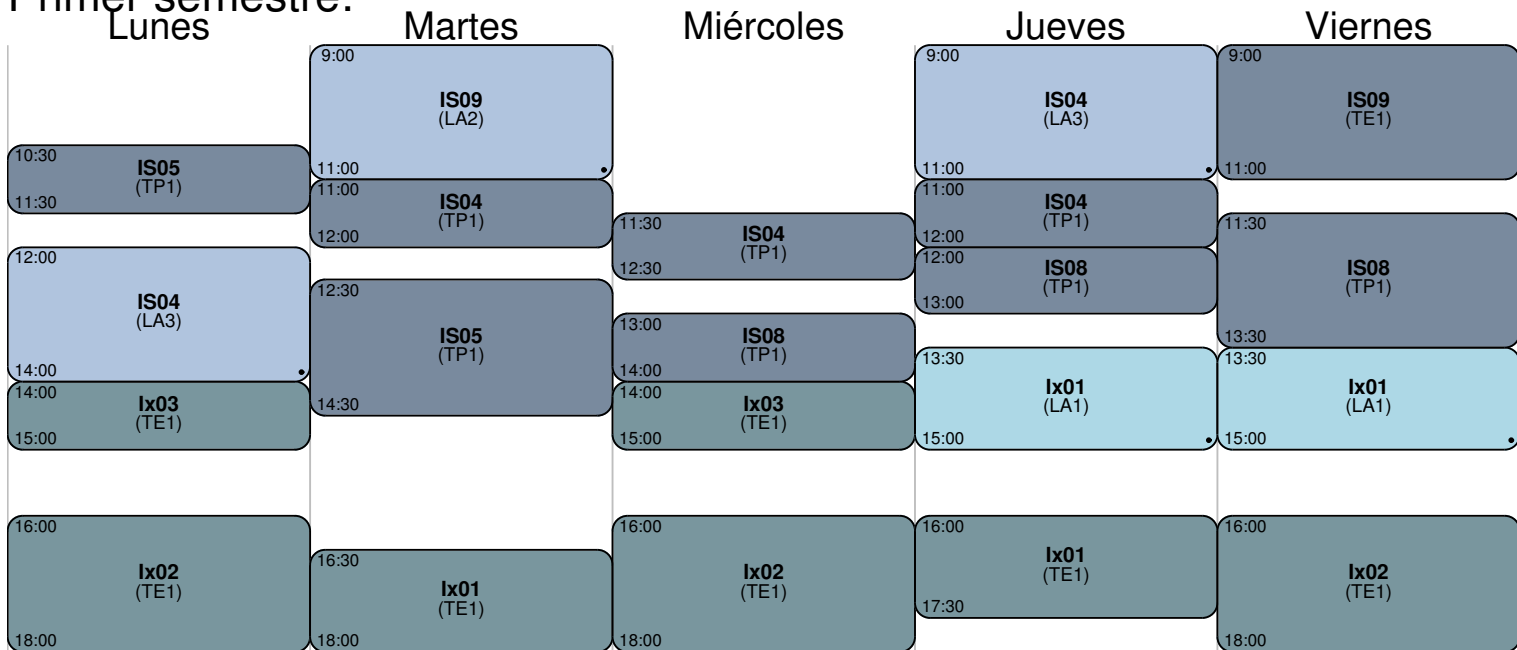 Primer semestre:
Lunes
Martes
Miércoles
Jueves
Viernes
10:30
IS05
(TP1)
11:30
12:00
IS04
(LA3)
14:00
14:00
Ix03
(TE1)
15:00
16:00
Ix02
(TE1)
18:00
9:00
IS09
(LA2)
11:00
11:00
IS04
(TP1)
12:00
12:30
IS05
(TP1)
14:30
16:30
Ix01
(TE1)
18:00
11:30
IS04
(TP1)
12:30
13:00
IS08
(TP1)
14:00
14:00
Ix03
(TE1)
15:00
16:00
Ix02
(TE1)
18:00
9:00
IS04
(LA3)
11:00
11:00
IS04
(TP1)
12:00
12:00
IS08
(TP1)
13:00
13:30
Ix01
(LA1)
15:00
16:00
Ix01
(TE1)
17:30
9:00
IS09
(TE1)
11:00
11:30
IS08
(TP1)
13:30
13:30
Ix01
(LA1)
15:00
16:00
Ix02
(TE1)
18:00